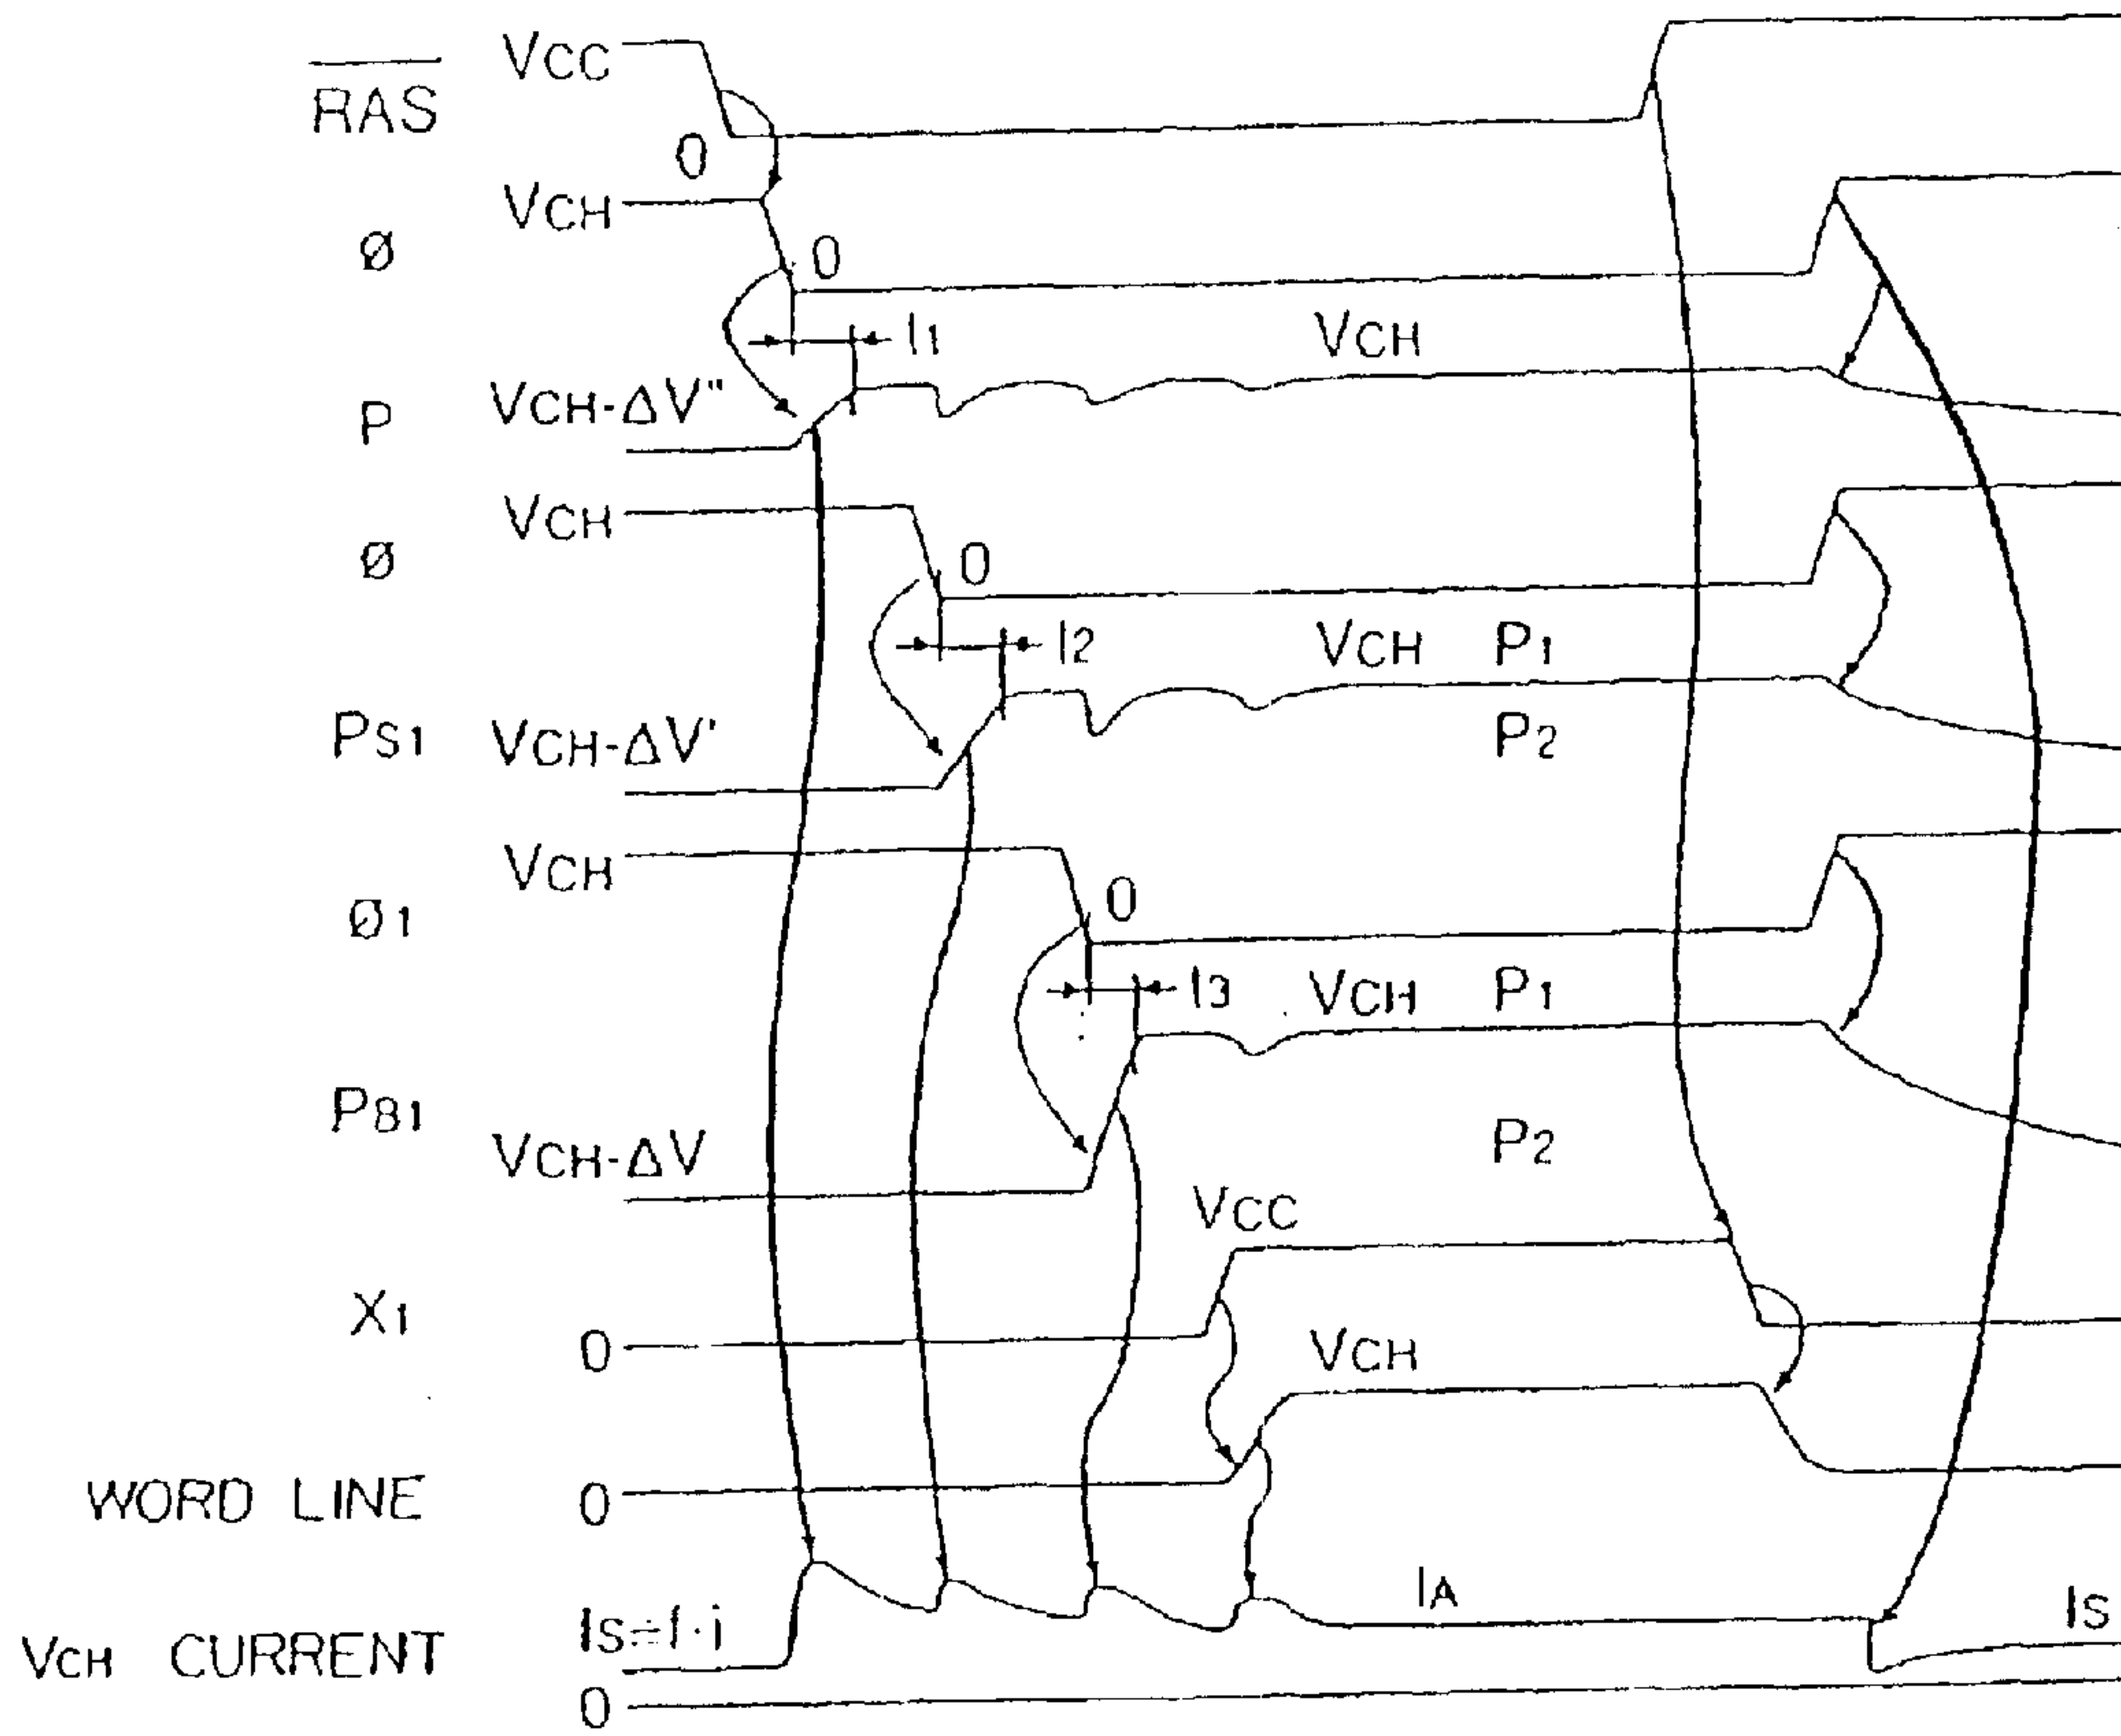 RAS VCC
0
VCH
Ø 0
I1 VCH
P VCH-ΔV"
VCH
Ø 0
I2 VCH P1
PS1 VCH-ΔV' P2
VCH
Ø1 0
I3 VCH P1
PB1 VCH-ΔV P2
VCC
X1 0
VCH
WORD LINE 0
IA
IS=I·i IS
VCH CURRENT
0